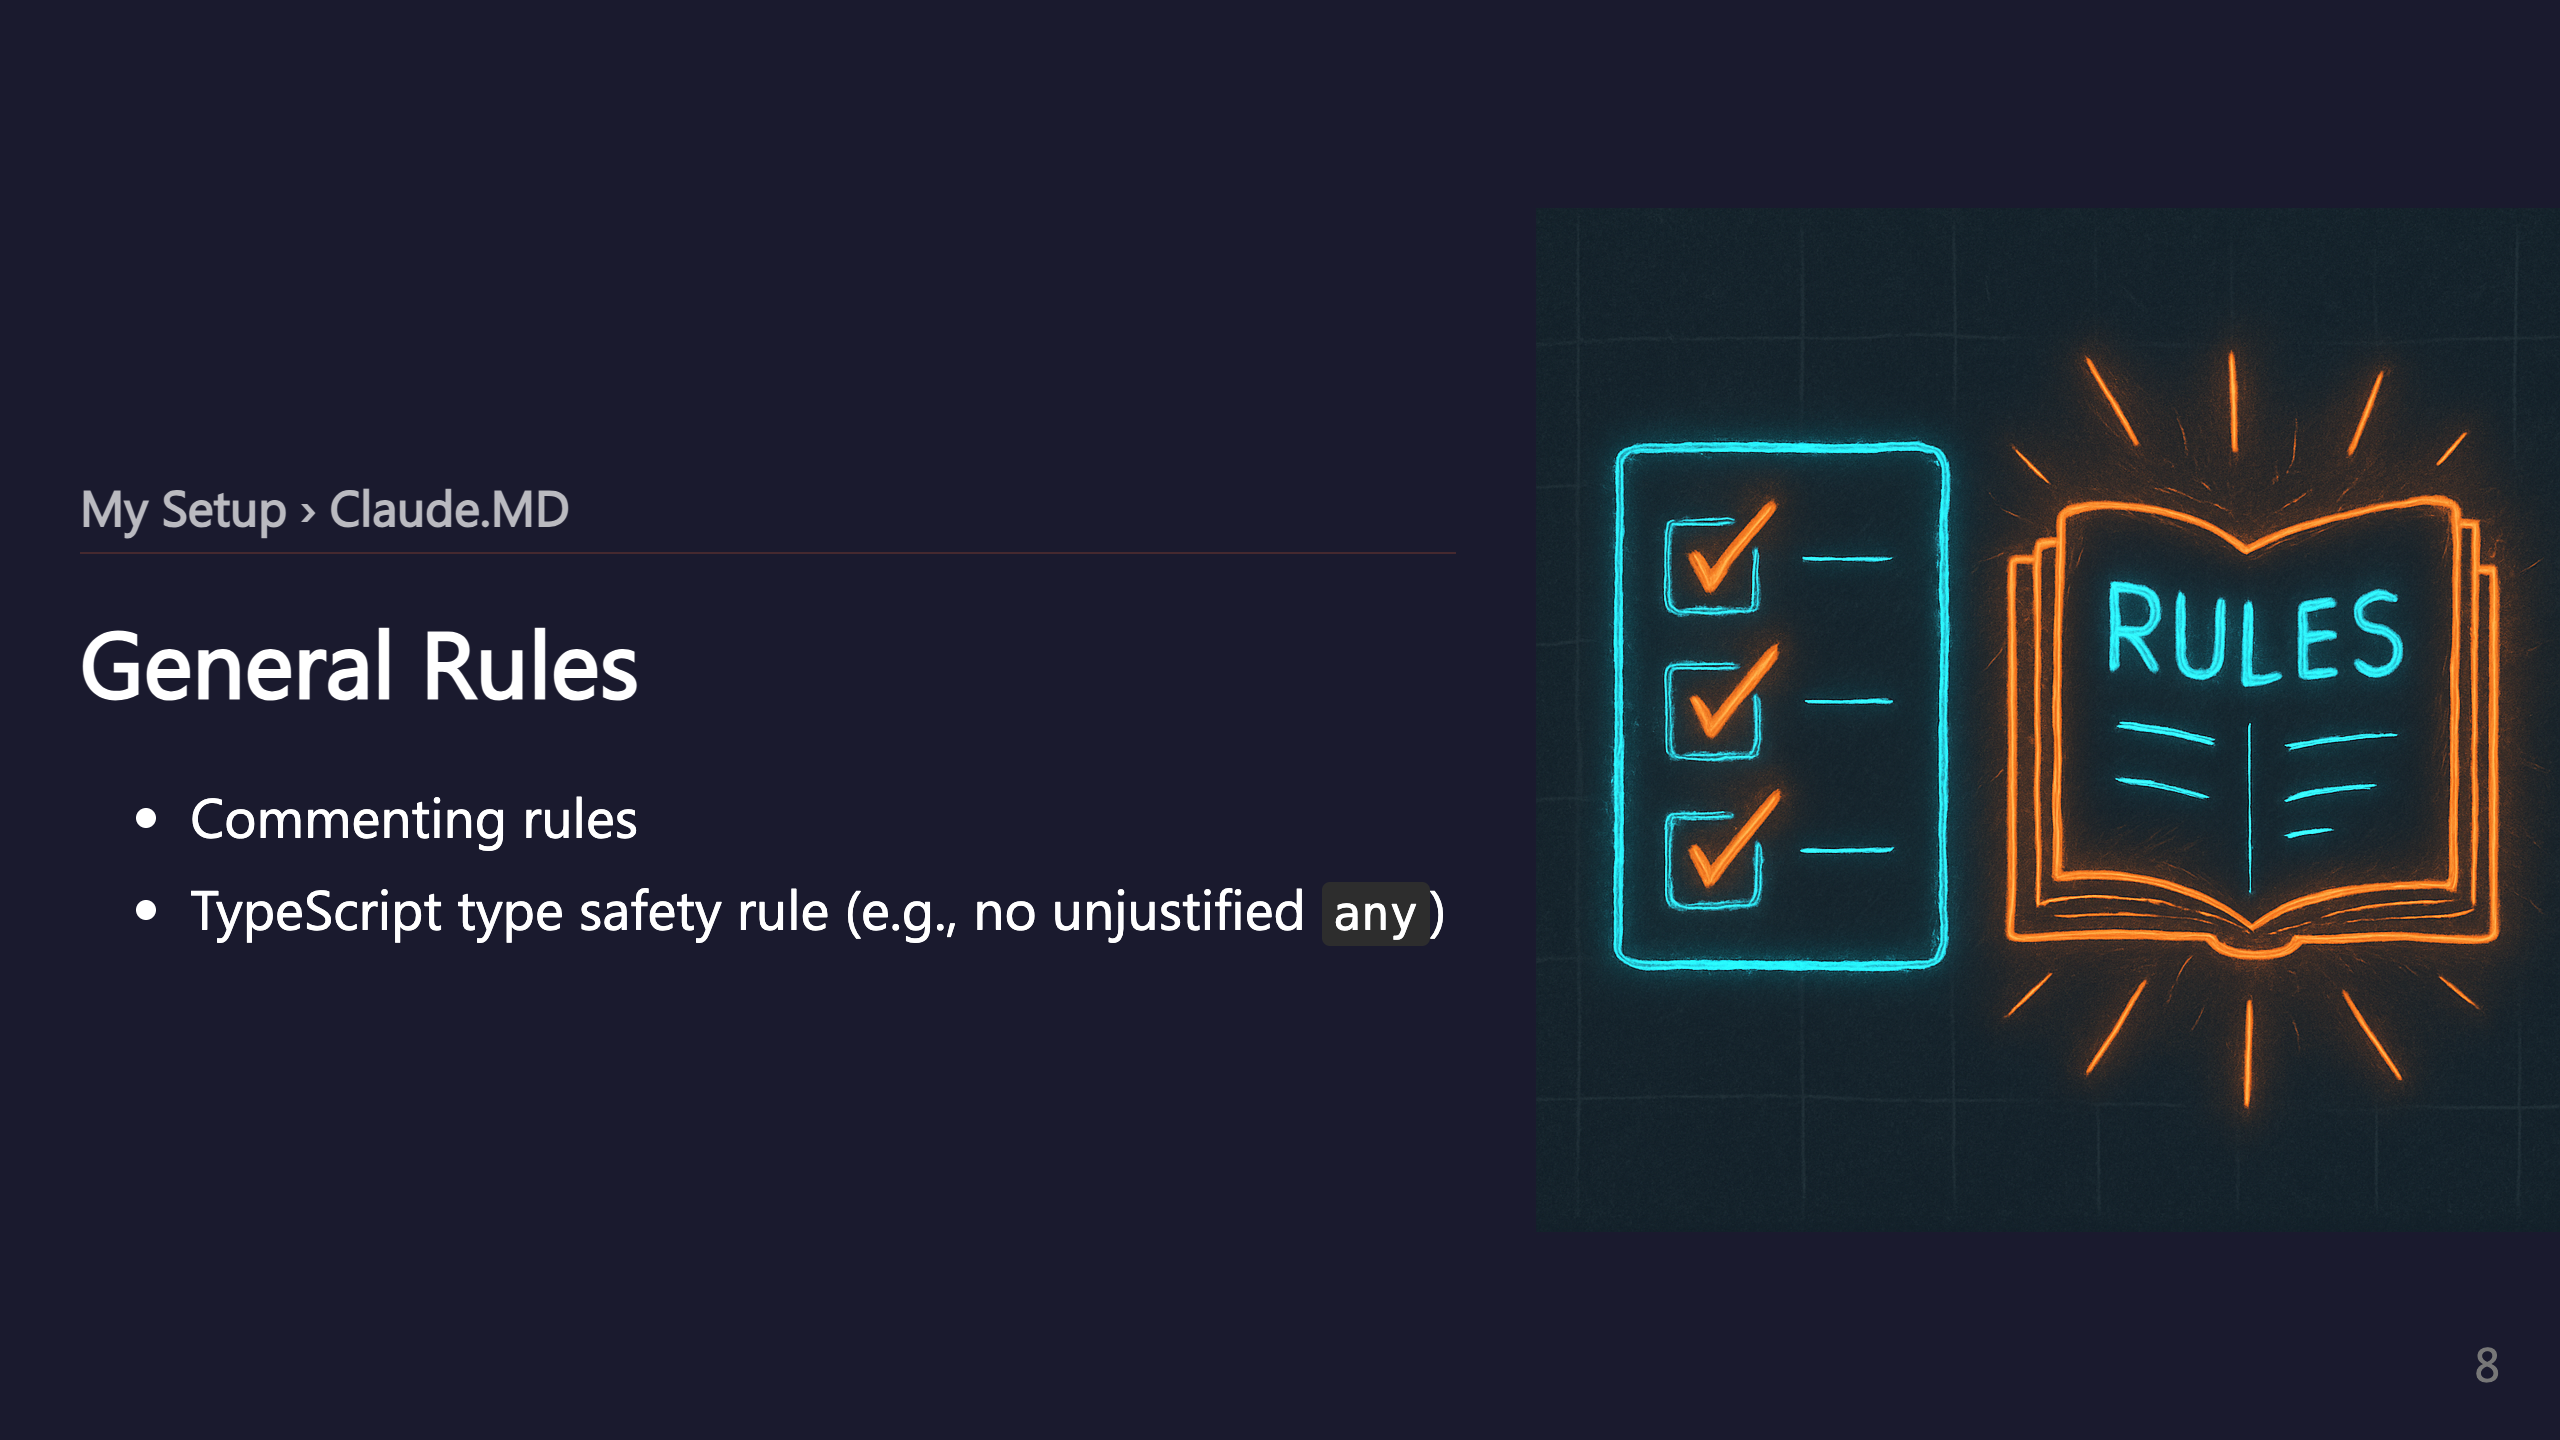 My Setup › Claude.MD
General Rules
• Commenting rules
• TypeScript type safety rule (e.g., no unjustified any)
RULES
8